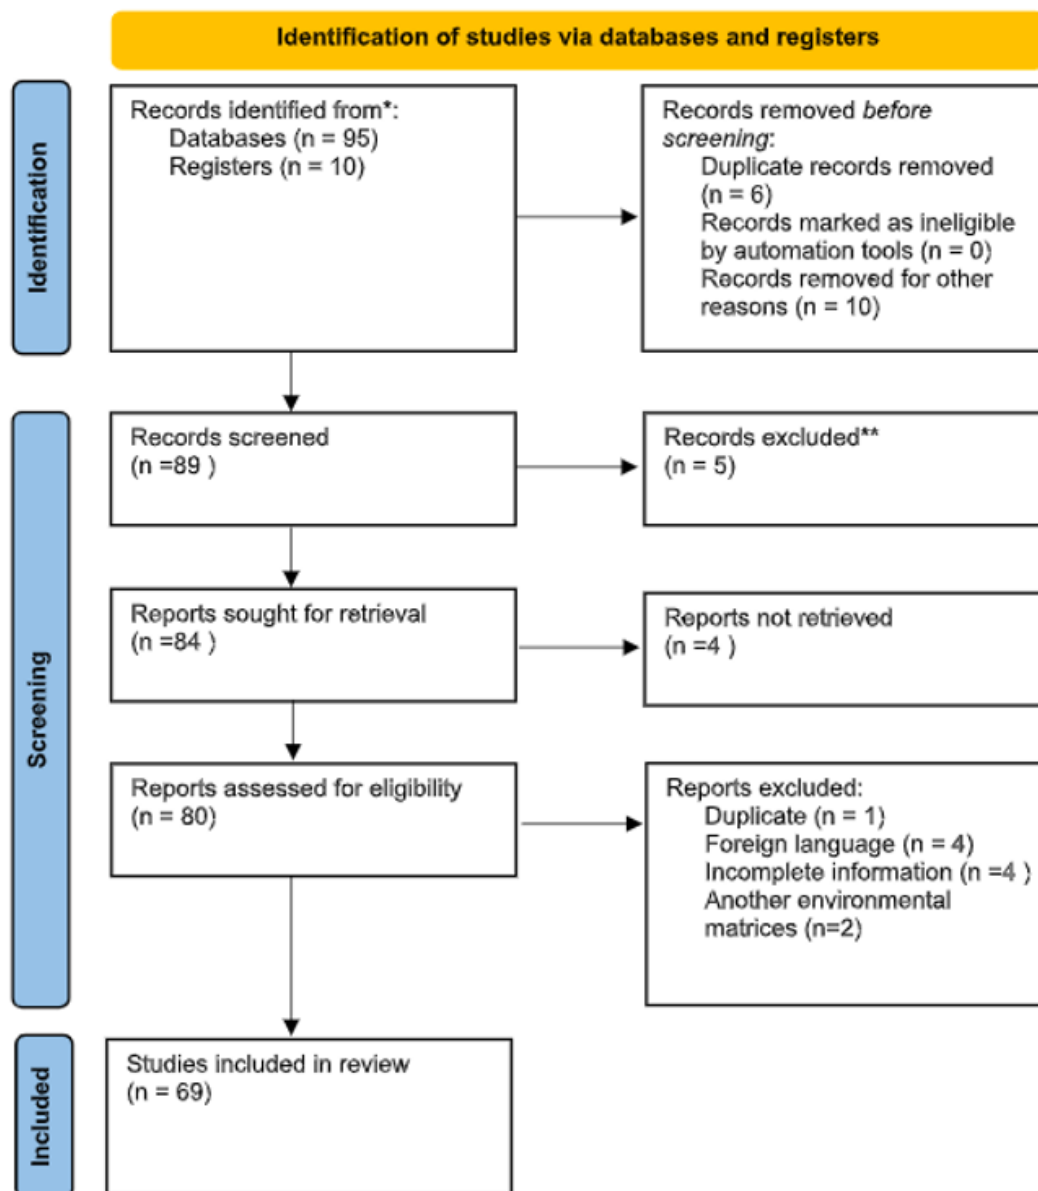 Identification of studies via databases and registers
Identification
Records identified from*:
Databases (n = 95)
Registers (n = 10)
Records removed before
screening:
Duplicate records removed
(n = 6)
Records marked as ineligible
by automation tools (n = 0)
Records removed for other
reasons (n = 10)
Screening
Records screened
(n =89 )
Records excluded**
(n = 5)
Reports sought for retrieval
(n =84 )
Reports not retrieved
(n =4 )
Reports assessed for eligibility
(n = 80)
Reports excluded:
Duplicate (n = 1)
Foreign language (n = 4)
Incomplete information (n =4 )
Another environmental
matrices (n=2)
Included
Studies included in review
(n = 69)